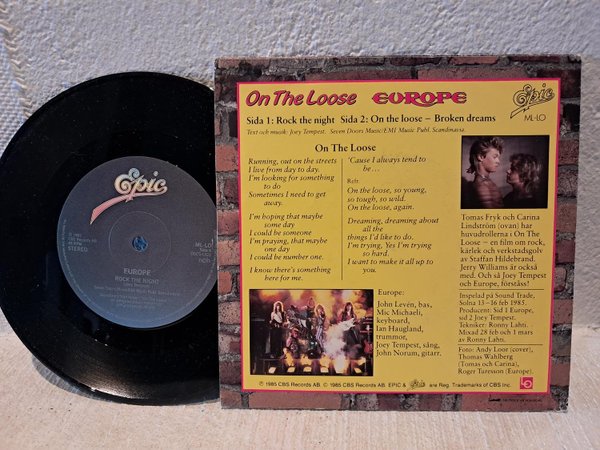 Epic
STEREO
ML-LO
EUROPE
ROCK THE NIGHT
On The Loose EUROPE
Epic
ML-LO
Sida 1: Rock the night Sida 2: On the loose – Broken dreams
Text och musik: Joey Tempest. Seven Doors Music/EMI Music Publ. Scandinavia.
On The Loose
Running, out on the streets
I live from day to day.
I'm looking for something
to do
Sometimes I need to get
away.
I'm hoping that maybe
some day
I could be someone
I'm praying, that maybe
one day
I could be number one.
I know there's something
here for me.
'Cause I always tend to
be...
Refr.
On the loose, so young,
so tough, so wild.
On the loose, again.
Dreaming, dreaming about
all the
things I'd like to do.
I'm trying, Yes I'm trying
so hard.
I want to make it all up to
you.
Europe:
John Levén, bas,
Mic Michaeli,
keyboard,
Ian Haugland,
trummor,
Joey Tempest, sång,
John Norum, gitarr.
Tomas Fryk och Carina
Lindström (ovan) har
huvudrollerna i On The
Loose – en film om rock,
kärlek och verkstadsgolv
av Staffan Hildebrand.
Jerry Williams är också
med. Och så Joey Tempest
och Europe, förstås!
Inspelad på Sound Trade,
Solna 13–16 feb 1985.
Producent: Sid 1 Europe,
sid 2 Joey Tempest.
Tekniker: Ronny Lahti.
Mixad 28 feb och 1 mars
av Ronny Lahti.
Foto: Andy Loor (cover),
Thomas Wahlberg
(Tomas och Carina),
Roger Turesson (Europe).
℗ 1985 CBS Records AB. © 1985 CBS Records AB. EPIC & Epic are Reg. Trademarks of CBS Inc.